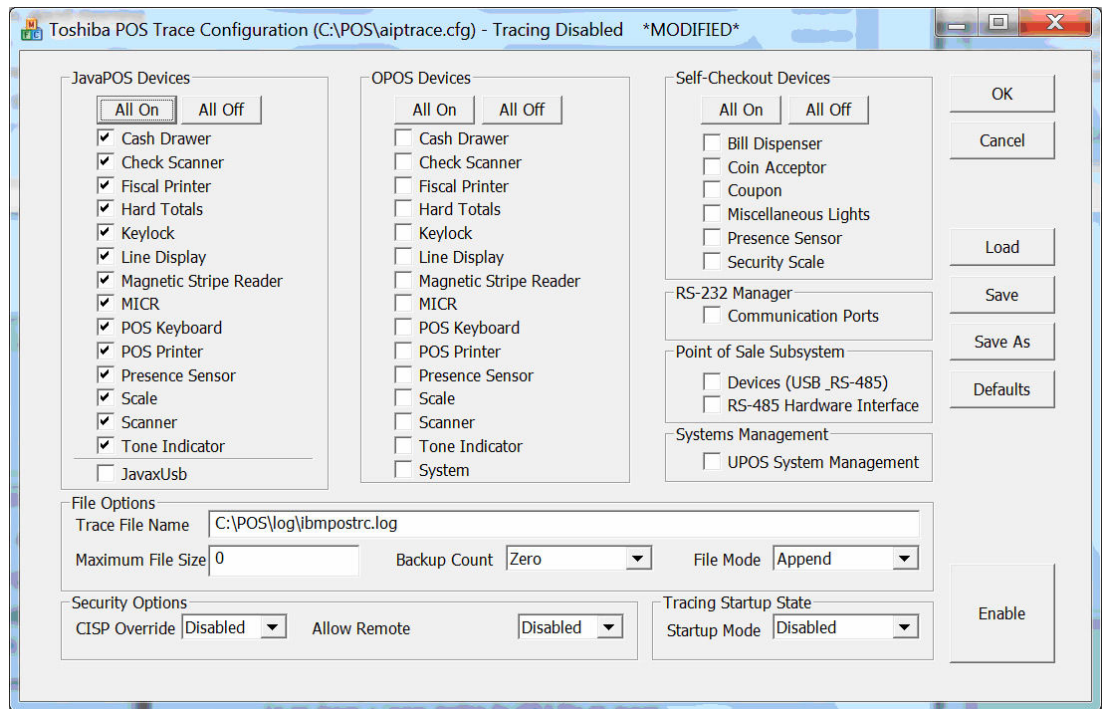 Toshiba POS Trace Configuration (C:\POS\aiptrace.cfg) - Tracing Disabled *MODIFIED*
JavaPOS Devices
All On All Off
Cash Drawer
Check Scanner
Fiscal Printer
Hard Totals
Keylock
Line Display
Magnetic Stripe Reader
MICR
POS Keyboard
POS Printer
Presence Sensor
Scale
Scanner
Tone Indicator
JavaxUsb
OPOS Devices
All On All Off
Cash Drawer
Check Scanner
Fiscal Printer
Hard Totals
Keylock
Line Display
Magnetic Stripe Reader
MICR
POS Keyboard
POS Printer
Presence Sensor
Scale
Scanner
Tone Indicator
System
Self-Checkout Devices
All On All Off
Bill Dispenser
Coin Acceptor
Coupon
Miscellaneous Lights
Presence Sensor
Security Scale
RS-232 Manager
Communication Ports
Point of Sale Subsystem
Devices (USB _RS-485)
RS-485 Hardware Interface
Systems Management
UPOS System Management
OK
Cancel
Load
Save
Save As
Defaults
File Options
Trace File Name C:\POS\log\ibmpostrc.log
Maximum File Size 0 Backup Count Zero File Mode Append
Security Options
CISP Override Disabled Allow Remote Disabled
Tracing Startup State
Startup Mode Disabled
Enable